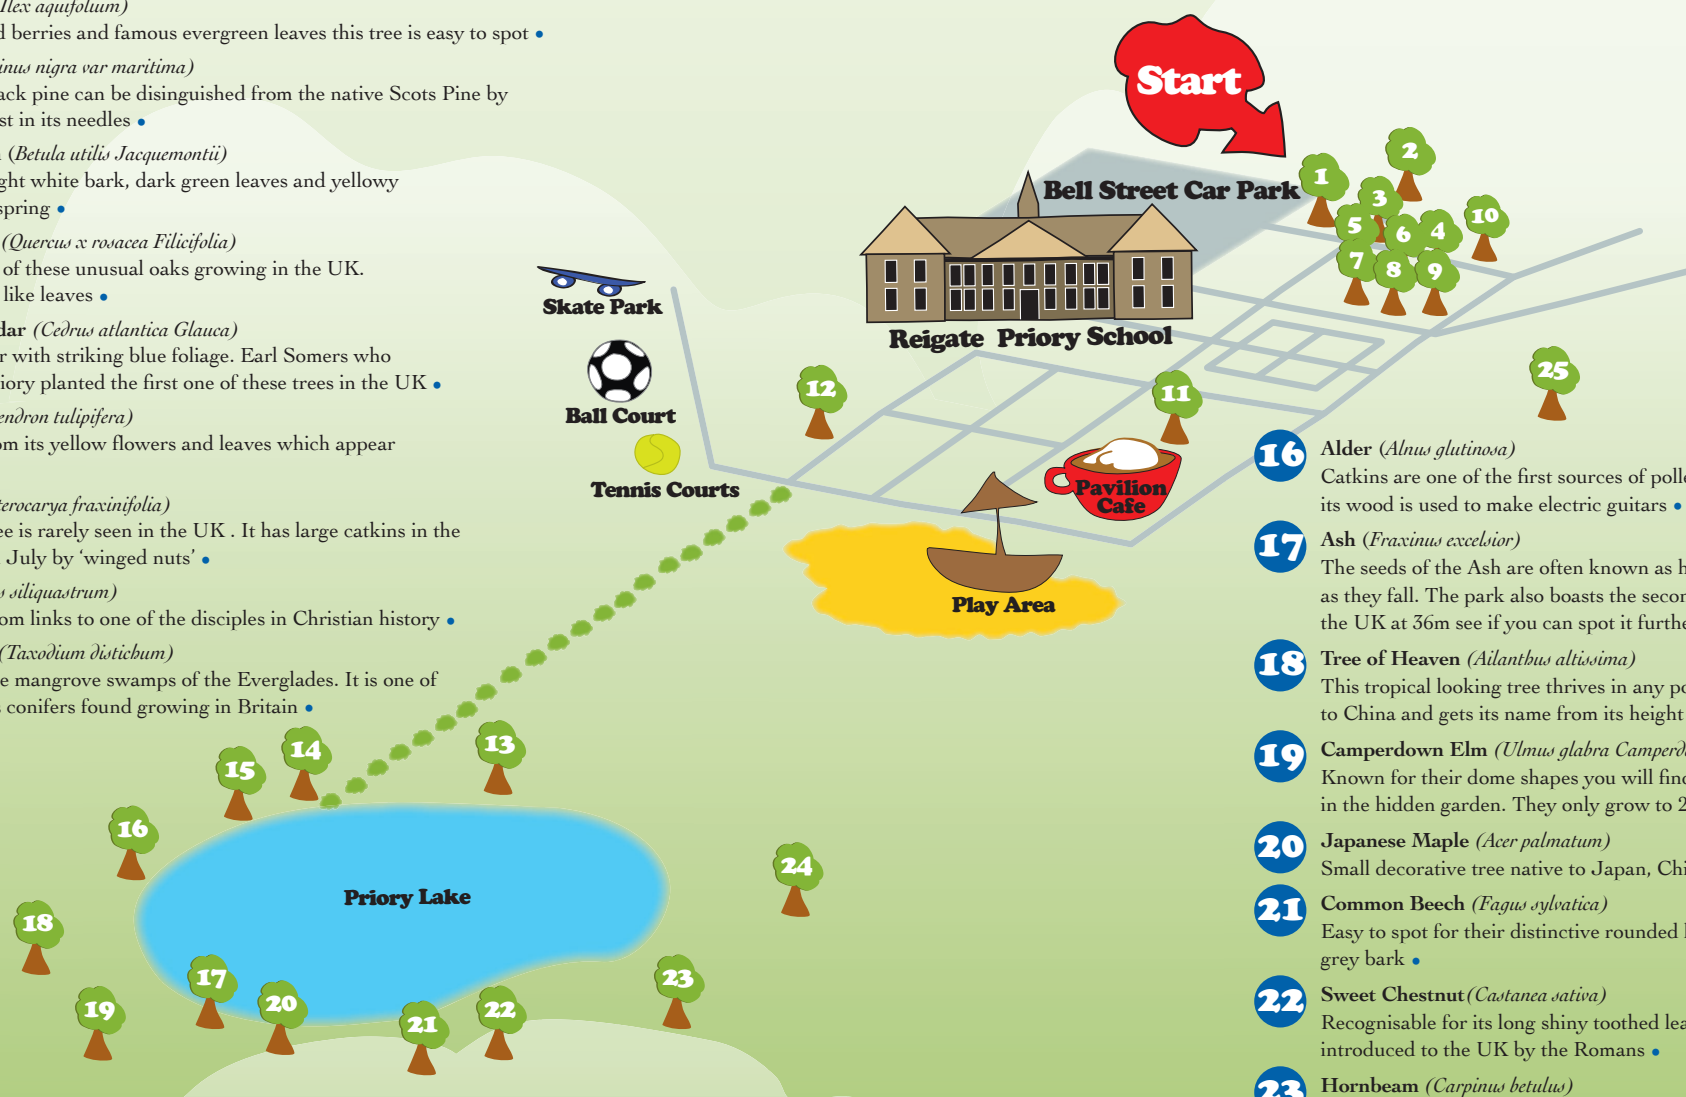 Ilex aquifolium)
d berries and famous evergreen leaves this tree is easy to spot •
inus nigra var maritima)
ack pine can be disinguished from the native Scots Pine by
st in its needles •
(Betula utilis Jacquemontii)
ght white bark, dark green leaves and yellowy
spring •
(Quercus x rosacea Filicifolia)
of these unusual oaks growing in the UK.
like leaves •
dar (Cedrus atlantica Glauca)
r with striking blue foliage. Earl Somers who
riory planted the first one of these trees in the UK •
endron tulipifera)
om its yellow flowers and leaves which appear
terocarya fraxinifolia)
ee is rarely seen in the UK . It has large catkins in the
July by ‘winged nuts’ •
s siliquastrum)
om links to one of the disciples in Christian history •
(Taxodium distichum)
e mangrove swamps of the Everglades. It is one of
s conifers found growing in Britain •
Start
Bell Street Car Park
1
2
3
10
5
6
4
7
8
9
Reigate Priory School
Skate Park
Ball Court
Tennis Courts
12
11
25
Pavilion
Cafe
Play Area
13
14
15
16
18
Priory Lake
24
17
19
20
21
22
23
16 Alder (Alnus glutinosa)
Catkins are one of the first sources of polle
its wood is used to make electric guitars •
17 Ash (Fraxinus excelsior)
The seeds of the Ash are often known as h
as they fall. The park also boasts the secon
the UK at 36m see if you can spot it furthe
18 Tree of Heaven (Ailanthus altissima)
This tropical looking tree thrives in any po
to China and gets its name from its height
19 Camperdown Elm (Ulmus glabra Camperd
Known for their dome shapes you will find
in the hidden garden. They only grow to 2
20 Japanese Maple (Acer palmatum)
Small decorative tree native to Japan, Chi
21 Common Beech (Fagus sylvatica)
Easy to spot for their distinctive rounded
grey bark •
22 Sweet Chestnut (Castanea sativa)
Recognisable for its long shiny toothed lea
introduced to the UK by the Romans •
23 Hornbeam (Carpinus betulus)